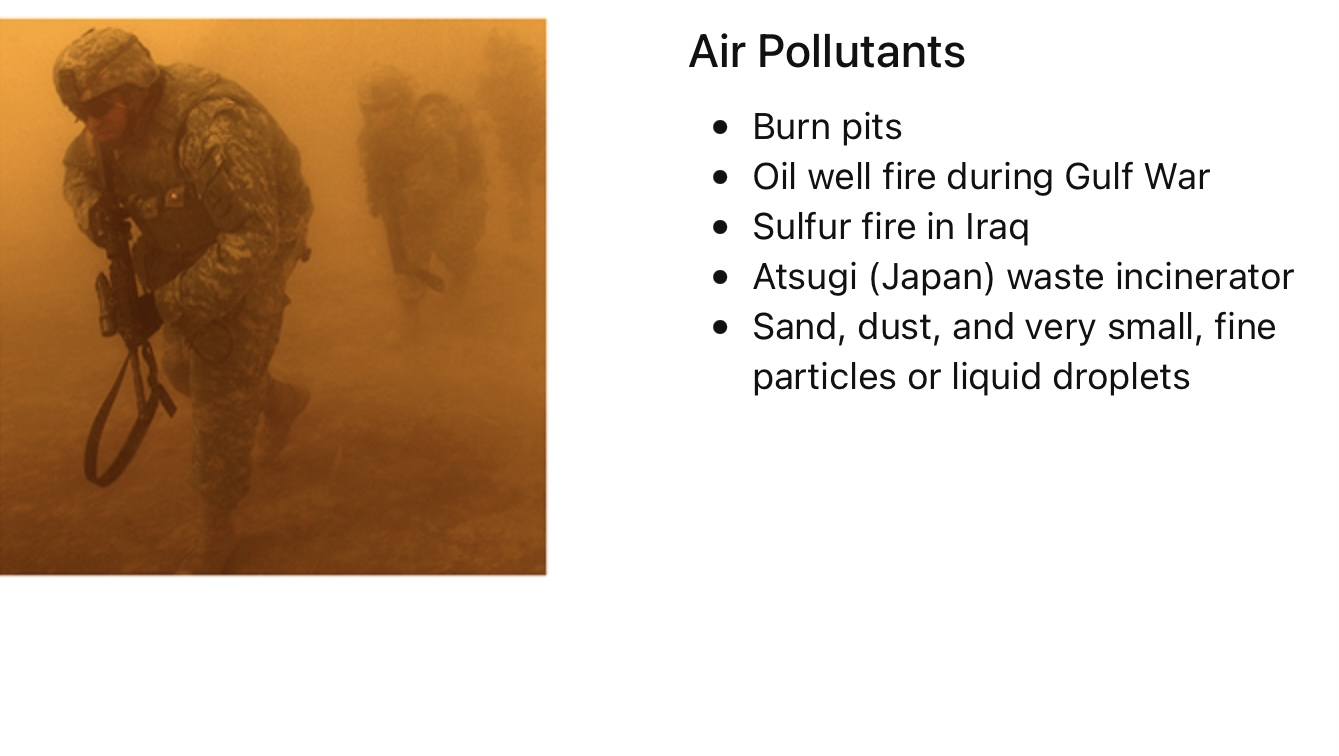 Air Pollutants
• Burn pits
• Oil well fire during Gulf War
• Sulfur fire in Iraq
• Atsugi (Japan) waste incinerator
• Sand, dust, and very small, fine
particles or liquid droplets